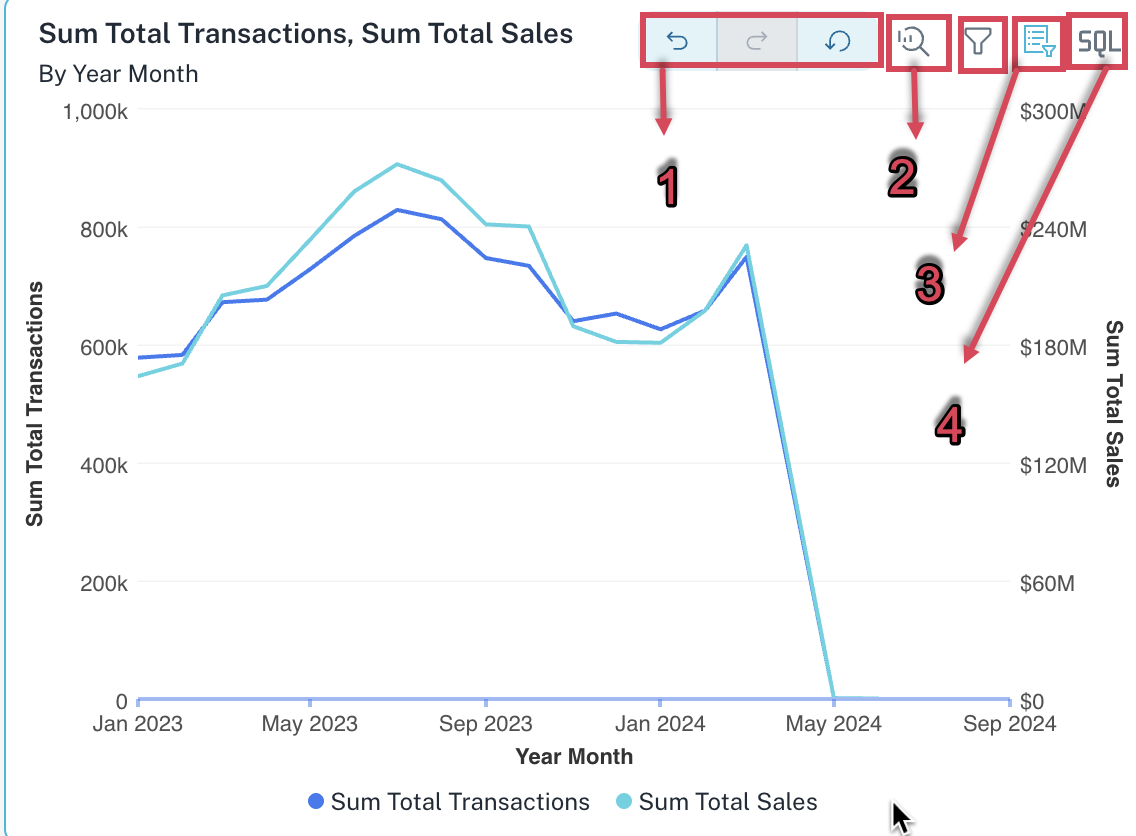 Sum Total Transactions, Sum Total Sales
By Year Month
SQL
1
2
3
4
1,000k
800k
600k
400k
200k
0
Sum Total Transactions
$300M
$240M
$180M
$120M
$60M
$0
Sum Total Sales
Jan 2023 May 2023 Sep 2023 Jan 2024 May 2024 Sep 2024
Year Month
Sum Total Transactions Sum Total Sales